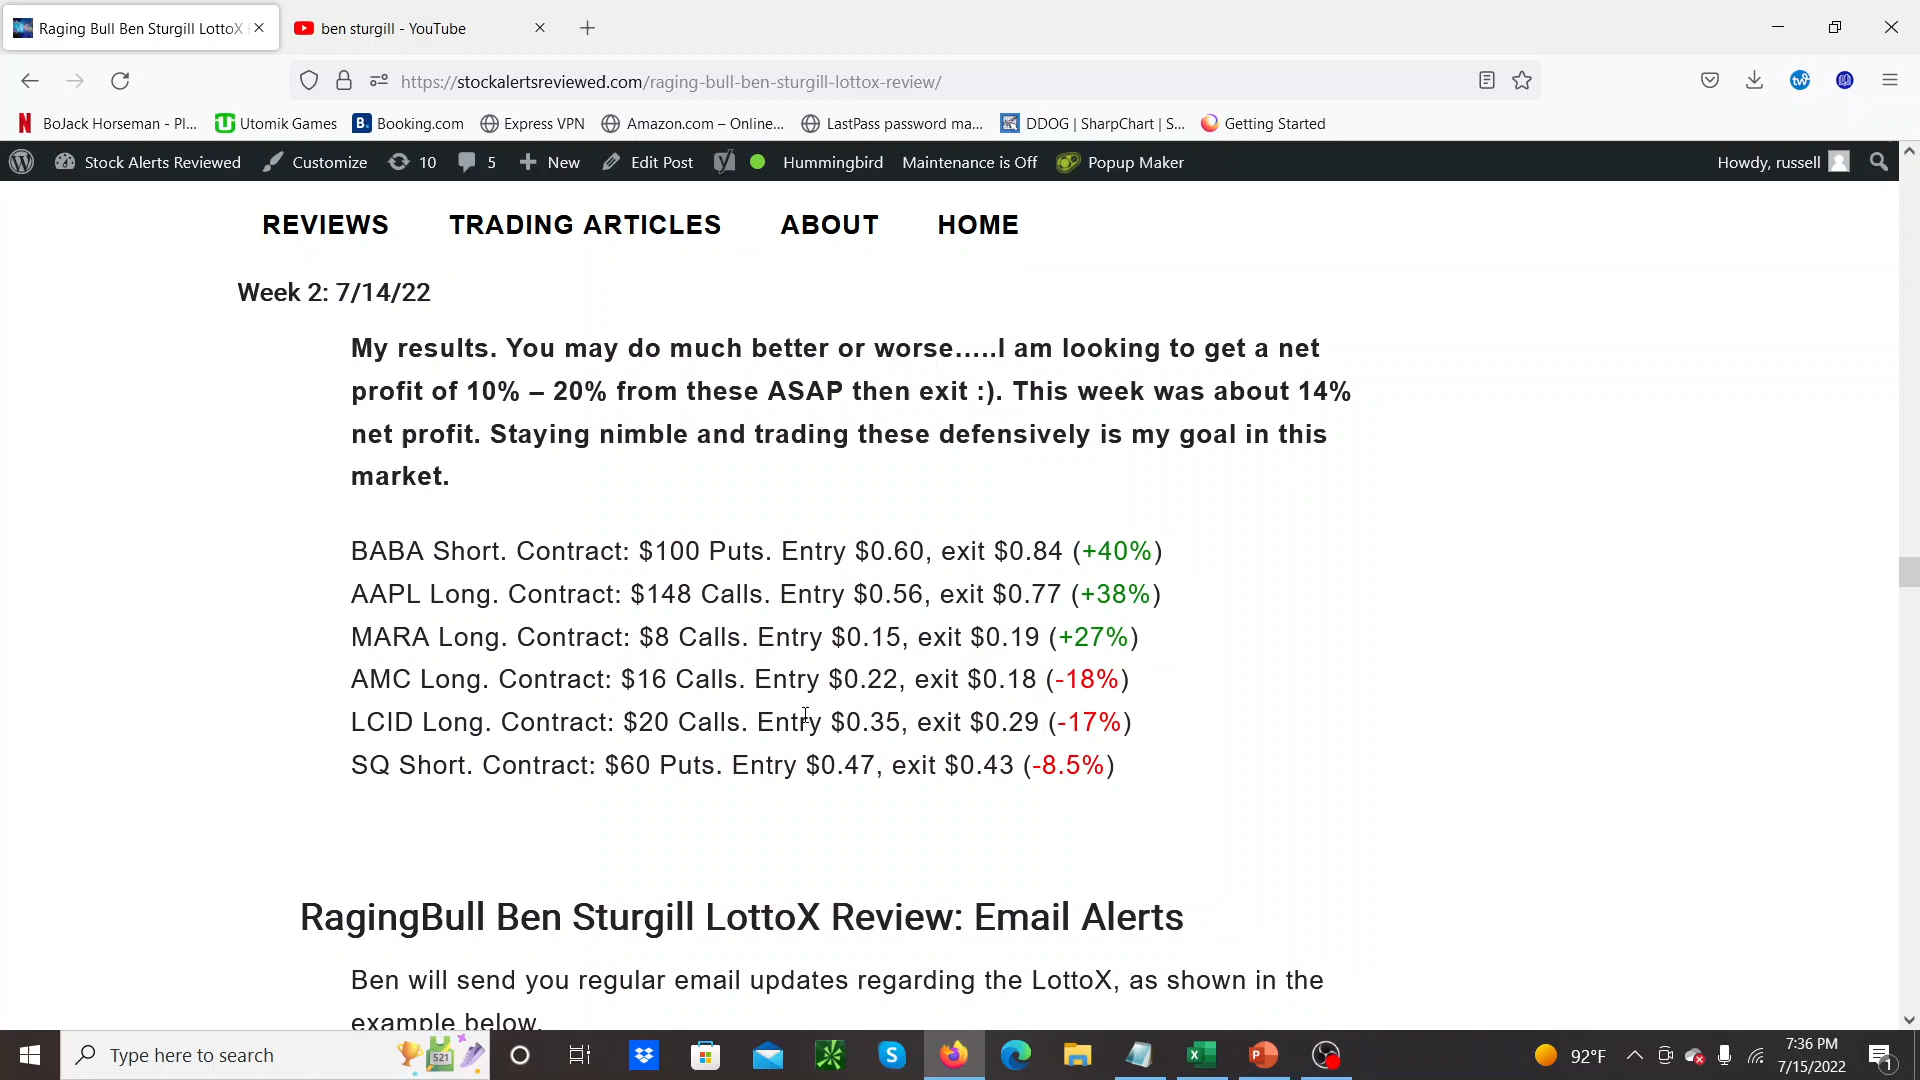 Raging Bull Ben Sturgill LottoX
ben sturgill - YouTube
https://stockalertsreviewed.com/raging-bull-ben-sturgill-lottox-review/
BoJack Horseman - Pl...
Utomik Games
Booking.com
Express VPN
Amazon.com – Online...
LastPass password ma...
DDOG | SharpChart | S...
Getting Started
Stock Alerts Reviewed
Customize
10
5
New
Edit Post
Hummingbird
Maintenance is Off
Popup Maker
Howdy, russell
REVIEWS
TRADING ARTICLES
ABOUT
HOME
Week 2: 7/14/22
My results. You may do much better or worse…..I am looking to get a net
profit of 10% – 20% from these ASAP then exit :). This week was about 14%
net profit. Staying nimble and trading these defensively is my goal in this
market.
BABA Short. Contract: $100 Puts. Entry $0.60, exit $0.84 (+40%)
AAPL Long. Contract: $148 Calls. Entry $0.56, exit $0.77 (+38%)
MARA Long. Contract: $8 Calls. Entry $0.15, exit $0.19 (+27%)
AMC Long. Contract: $16 Calls. Entry $0.22, exit $0.18 (-18%)
LCID Long. Contract: $20 Calls. Entry $0.35, exit $0.29 (-17%)
SQ Short. Contract: $60 Puts. Entry $0.47, exit $0.43 (-8.5%)
RagingBull Ben Sturgill LottoX Review: Email Alerts
Ben will send you regular email updates regarding the LottoX, as shown in the
example below.
Type here to search
521
92°F
7:36 PM
7/15/2022
1